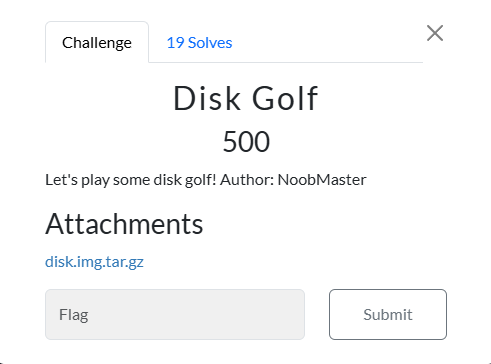 Challenge
19 Solves
Disk Golf
500
Let's play some disk golf! Author: NoobMaster
Attachments
disk.img.tar.gz
Flag
Submit